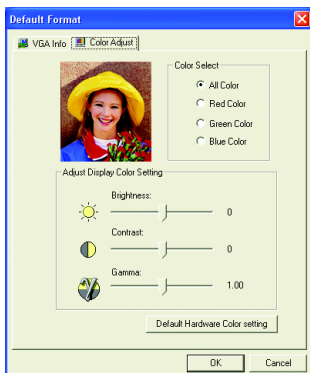 Default Format
VGA Info
Color Adjust
Color Select
All Color
Red Color
Green Color
Blue Color
Adjust Display Color Setting
Brightness:
0
Contrast:
0
Gamma:
1.00
Default Hardware Color setting
OK
Cancel